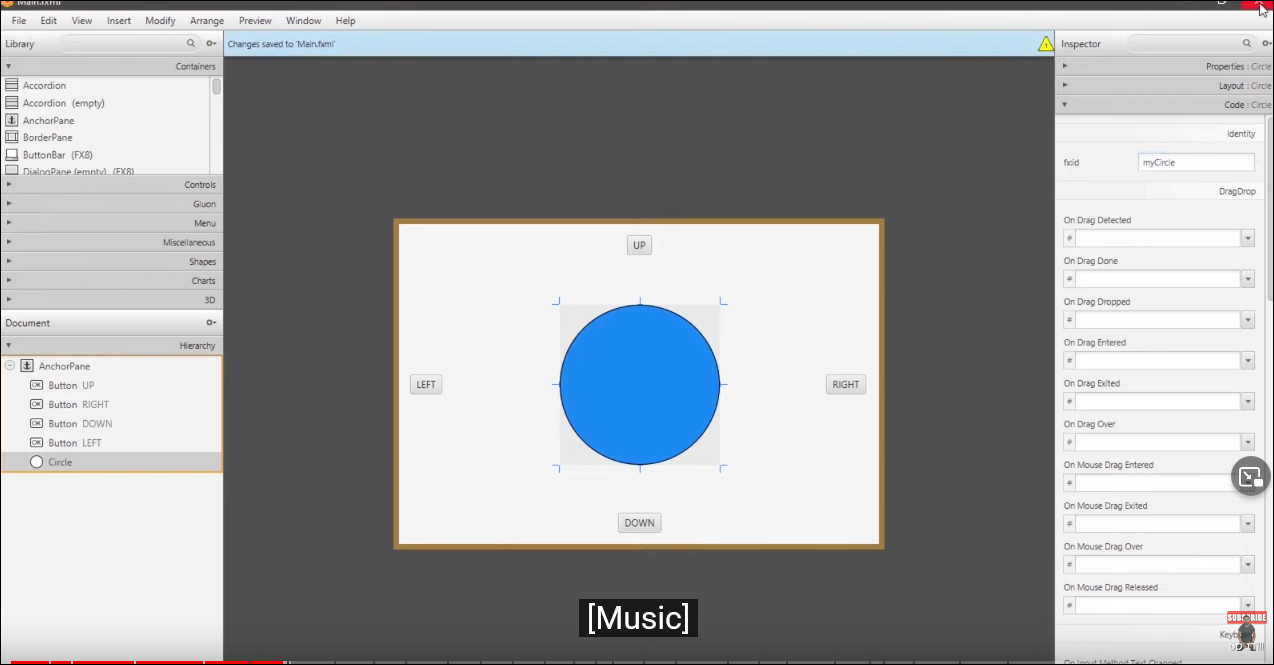 Main.fxml
File Edit View Insert Modify Arrange Preview Window Help
Library
Changes saved to 'Main.fxml'
Inspector
Containers
Accordion
Accordion (empty)
AnchorPane
BorderPane
ButtonBar (FX8)
DialogPane (empty) (FX8)
Controls
Gluon
Menu
Miscellaneous
Shapes
Charts
3D
Document
Hierarchy
AnchorPane
Button UP
Button RIGHT
Button DOWN
Button LEFT
Circle
UP
LEFT
RIGHT
DOWN
[Music]
Properties : Circle
Layout : Circle
Code : Circle
Identity
fx:id
myCircle
DragDrop
On Drag Detected
#
On Drag Done
#
On Drag Dropped
#
On Drag Entered
#
On Drag Exited
#
On Drag Over
#
On Mouse Drag Entered
#
On Mouse Drag Exited
#
On Mouse Drag Over
#
On Mouse Drag Released
#
SUBSCRIBE
On Input Method Text Changed